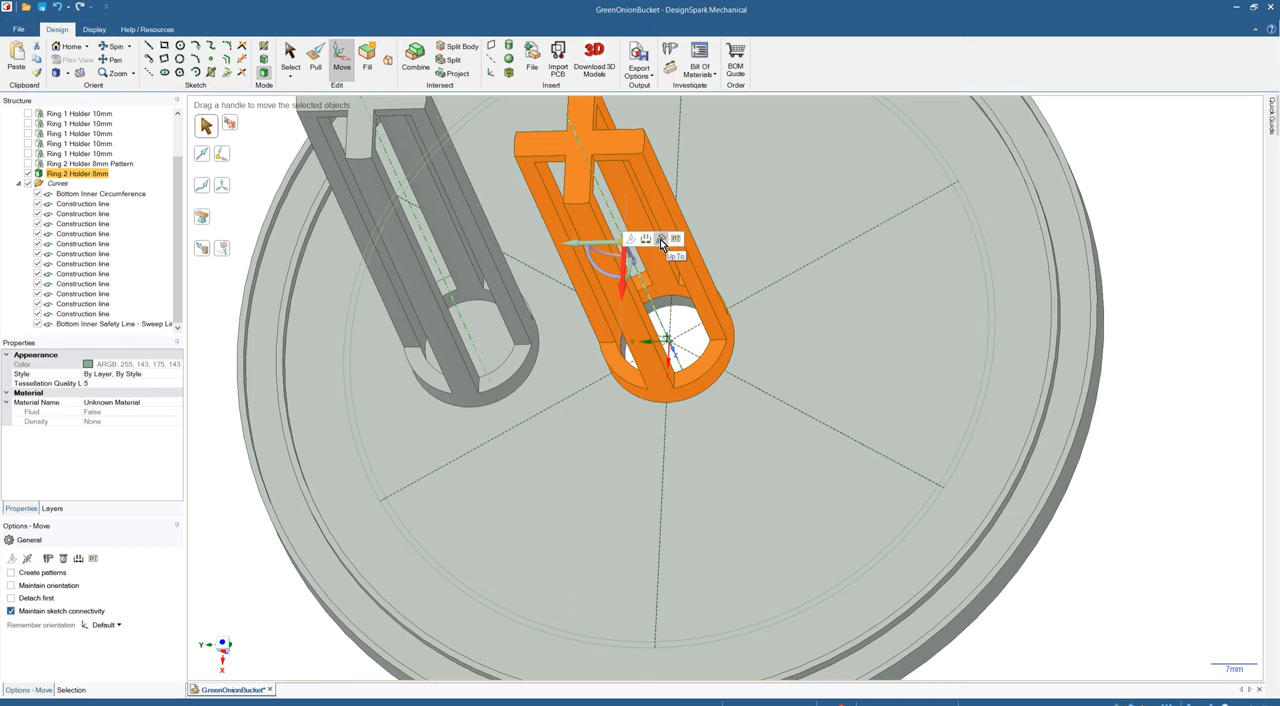 GreenOnionBucket - DesignSpark Mechanical
File Design Display Help / Resources
Paste
Clipboard
Home Spin
Plan View Pan
Zoom
Orient
Sketch
Mode
Select Pull Move Fill
Edit
Combine
Split Body
Split
Project
Intersect
File Import PCB Download 3D Models
Insert
Export Options
Output
Bill Of Materials
Investigate
BOM Quote
Order
Structure
Ring 1 Holder 10mm
Ring 1 Holder 10mm
Ring 1 Holder 10mm
Ring 1 Holder 10mm
Ring 1 Holder 10mm
Ring 2 Holder 8mm Pattern
Ring 2 Holder 8mm
Curves
Bottom Inner Circumference
Construction line
Construction line
Construction line
Construction line
Construction line
Construction line
Construction line
Construction line
Construction line
Construction line
Construction line
Construction line
Bottom Inner Safety Line - Sweep Lir
Properties
Appearance
Color ARGB: 255, 143, 175, 143
Style By Layer, By Style
Tessellation Quality L 5
Material
Material Name Unknown Material
Fluid False
Density None
Properties Layers
Options - Move
General
Create patterns
Maintain orientation
Detach first
Maintain sketch connectivity
Remember orientation Default
Options - Move Selection
Drag a handle to move the selected objects
Up To
Quick Guide
Y
X
Y
7mm
GreenOnionBucket*